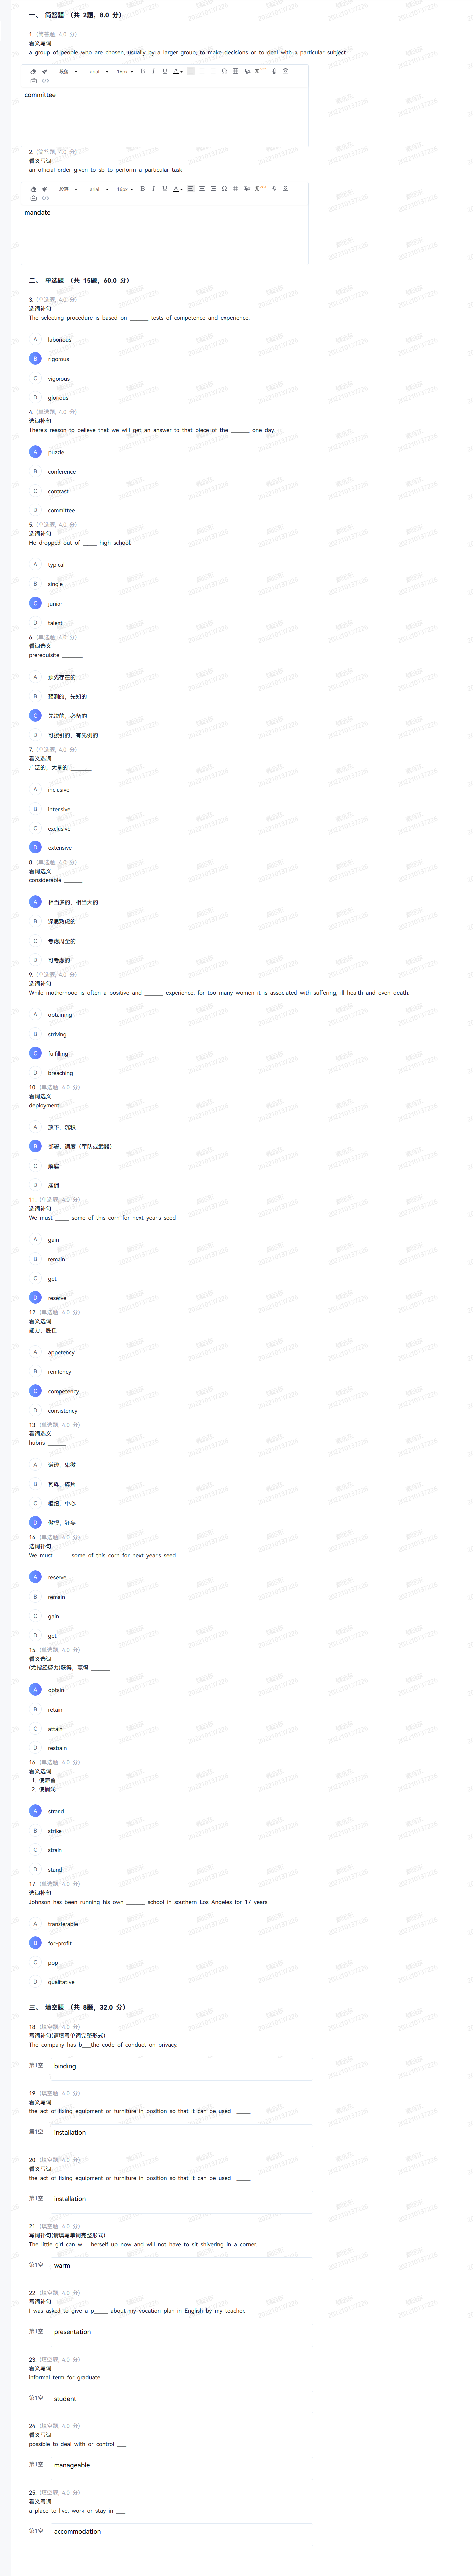 一、 简答题 （共 2题，8.0 分）
1. (简答题, 4.0 分)
看义写词
a group of people who are chosen, usually by a larger group, to make decisions or to deal with a particular subject
段落 arial 16px B I U A
committee
2. (简答题, 4.0 分)
看义写词
an official order given to sb to perform a particular task
段落 arial 16px B I U A
mandate
二、 单选题 （共 15题，60.0 分）
3. (单选题, 4.0 分)
选词补句
The selecting procedure is based on ______ tests of competence and experience.
A laborious
B rigorous
C vigorous
D glorious
4. (单选题, 4.0 分)
选词补句
There's reason to believe that we will get an answer to that piece of the ______ one day.
A puzzle
B conference
C contrast
D committee
5. (单选题, 4.0 分)
选词补句
He dropped out of _____ high school.
A typical
B single
C junior
D talent
6. (单选题, 4.0 分)
看词选义
prerequisite _______
A 预先存在的
B 预测的，先知的
C 先决的，必备的
D 可援引的，有先例的
7. (单选题, 4.0 分)
看义选词
广泛的，大量的 _______
A inclusive
B intensive
C exclusive
D extensive
8. (单选题, 4.0 分)
看词选义
considerable ______
A 相当多的，相当大的
B 深思熟虑的
C 考虑周全的
D 可考虑的
9. (单选题, 4.0 分)
选词补句
While motherhood is often a positive and ______ experience, for too many women it is associated with suffering, ill-health and even death.
A obtaining
B striving
C fulfilling
D breaching
10. (单选题, 4.0 分)
看词选义
deployment
A 放下，沉积
B 部署，调度（军队或武器）
C 解雇
D 雇佣
11. (单选题, 4.0 分)
选词补句
We must _____ some of this corn for next year's seed
A gain
B remain
C get
D reserve
12. (单选题, 4.0 分)
看义选词
能力，胜任
A appetency
B renitency
C competency
D consistency
13. (单选题, 4.0 分)
看词选义
hubris ______
A 谦逊，卑微
B 瓦砾，碎片
C 枢纽，中心
D 傲慢，狂妄
14. (单选题, 4.0 分)
选词补句
We must _____ some of this corn for next year's seed
A reserve
B remain
C gain
D get
15. (单选题, 4.0 分)
看义选词
(尤指经努力)获得，赢得 ______
A obtain
B retain
C attain
D restrain
16. (单选题, 4.0 分)
看义选词
1. 使滞留
2. 使搁浅
A strand
B strike
C strain
D stand
17. (单选题, 4.0 分)
选词补句
Johnson has been running his own ______ school in southern Los Angeles for 17 years.
A transferable
B for-profit
C pop
D qualitative
三、 填空题 （共 8题，32.0 分）
18. (填空题, 4.0 分)
写词补句(请填写单词完整形式)
The company has b___the code of conduct on privacy.
第1空 binding
19. (填空题, 4.0 分)
看义写词
the act of fixing equipment or furniture in position so that it can be used _____
第1空 installation
20. (填空题, 4.0 分)
看义写词
the act of fixing equipment or furniture in position so that it can be used _____
第1空 installation
21. (填空题, 4.0 分)
写词补句(请填写单词完整形式)
The little girl can w___herself up now and will not have to sit shivering in a corner.
第1空 warm
22. (填空题, 4.0 分)
写词补句
I was asked to give a p_____ about my vocation plan in English by my teacher.
第1空 presentation
23. (填空题, 4.0 分)
看义写词
informal term for graduate _____
第1空 student
24. (填空题, 4.0 分)
看义写词
possible to deal with or control ___
第1空 manageable
25. (填空题, 4.0 分)
看义写词
a place to live, work or stay in ___
第1空 accommodation